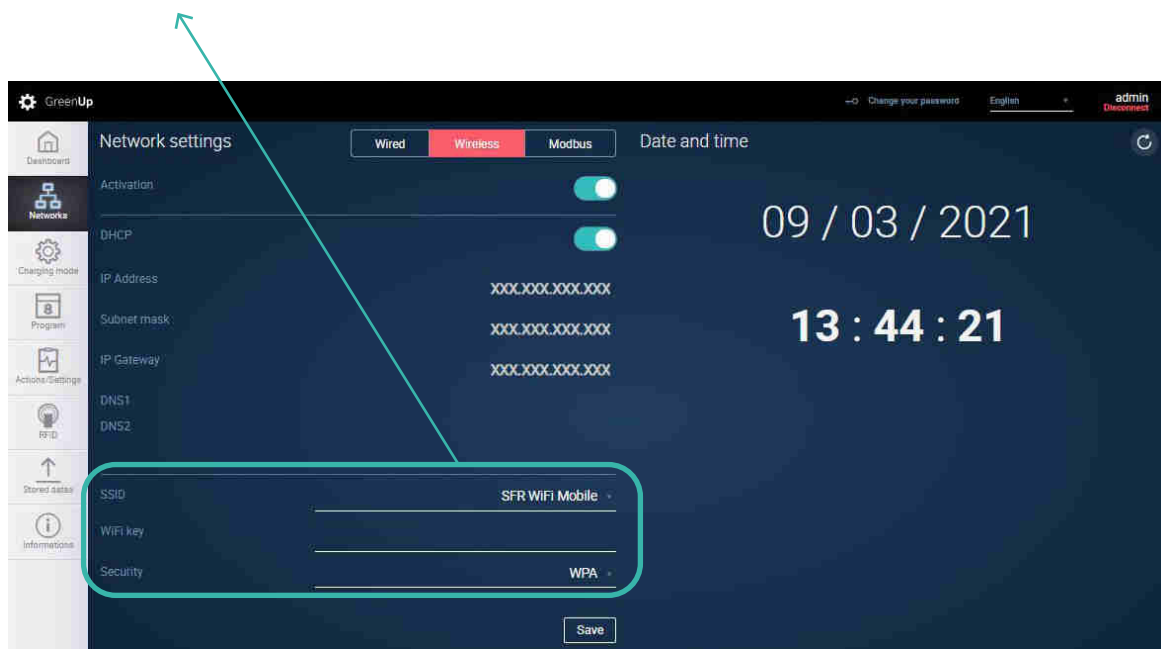 GreenUp
Change your password
English
admin
Disconnect
Dashboard
Networks
Charging mode
8
Program
Actions/Settings
RFID
Stored datas
Informations
Network settings
Wired
Wireless
Modbus
Activation
DHCP
IP Address
XXX.XXX.XXX.XXX
Subnet mask
XXX.XXX.XXX.XXX
IP Gateway
XXX.XXX.XXX.XXX
DNS1
DNS2
SSID
SFR WiFi Mobile
WiFi key
Security
WPA
Save
Date and time
09 / 03 / 2021
13 : 44 : 21